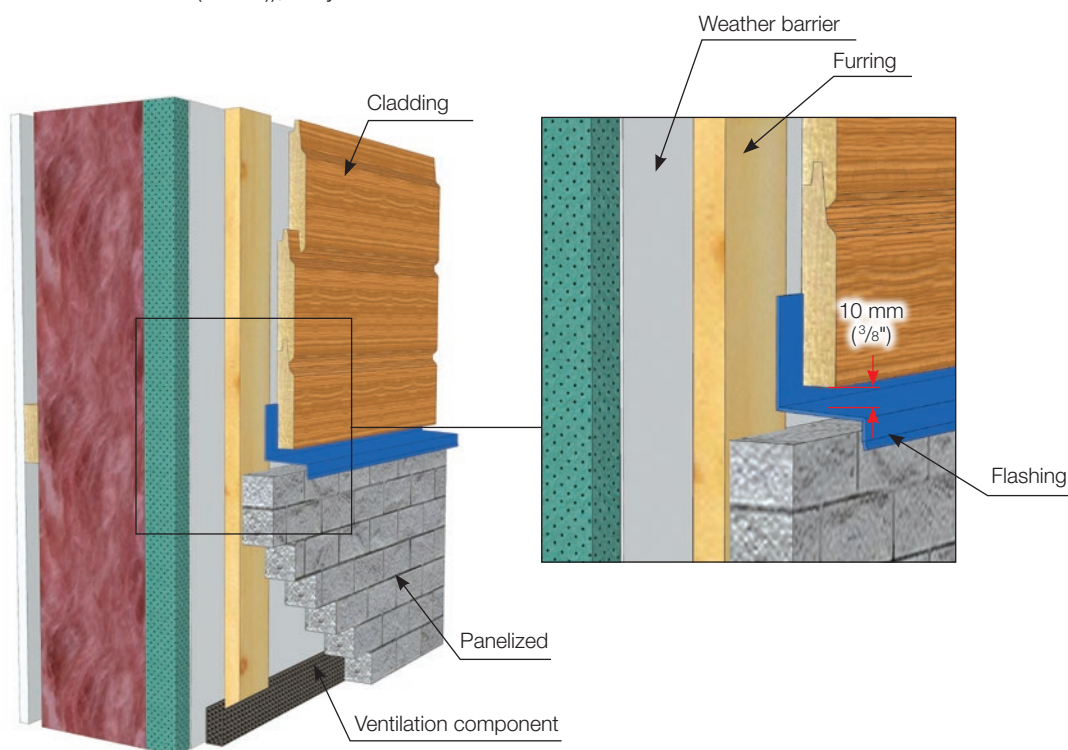 Weather barrier
Furring
Cladding
10 mm
(3/8")
Flashing
Panelized
Ventilation component